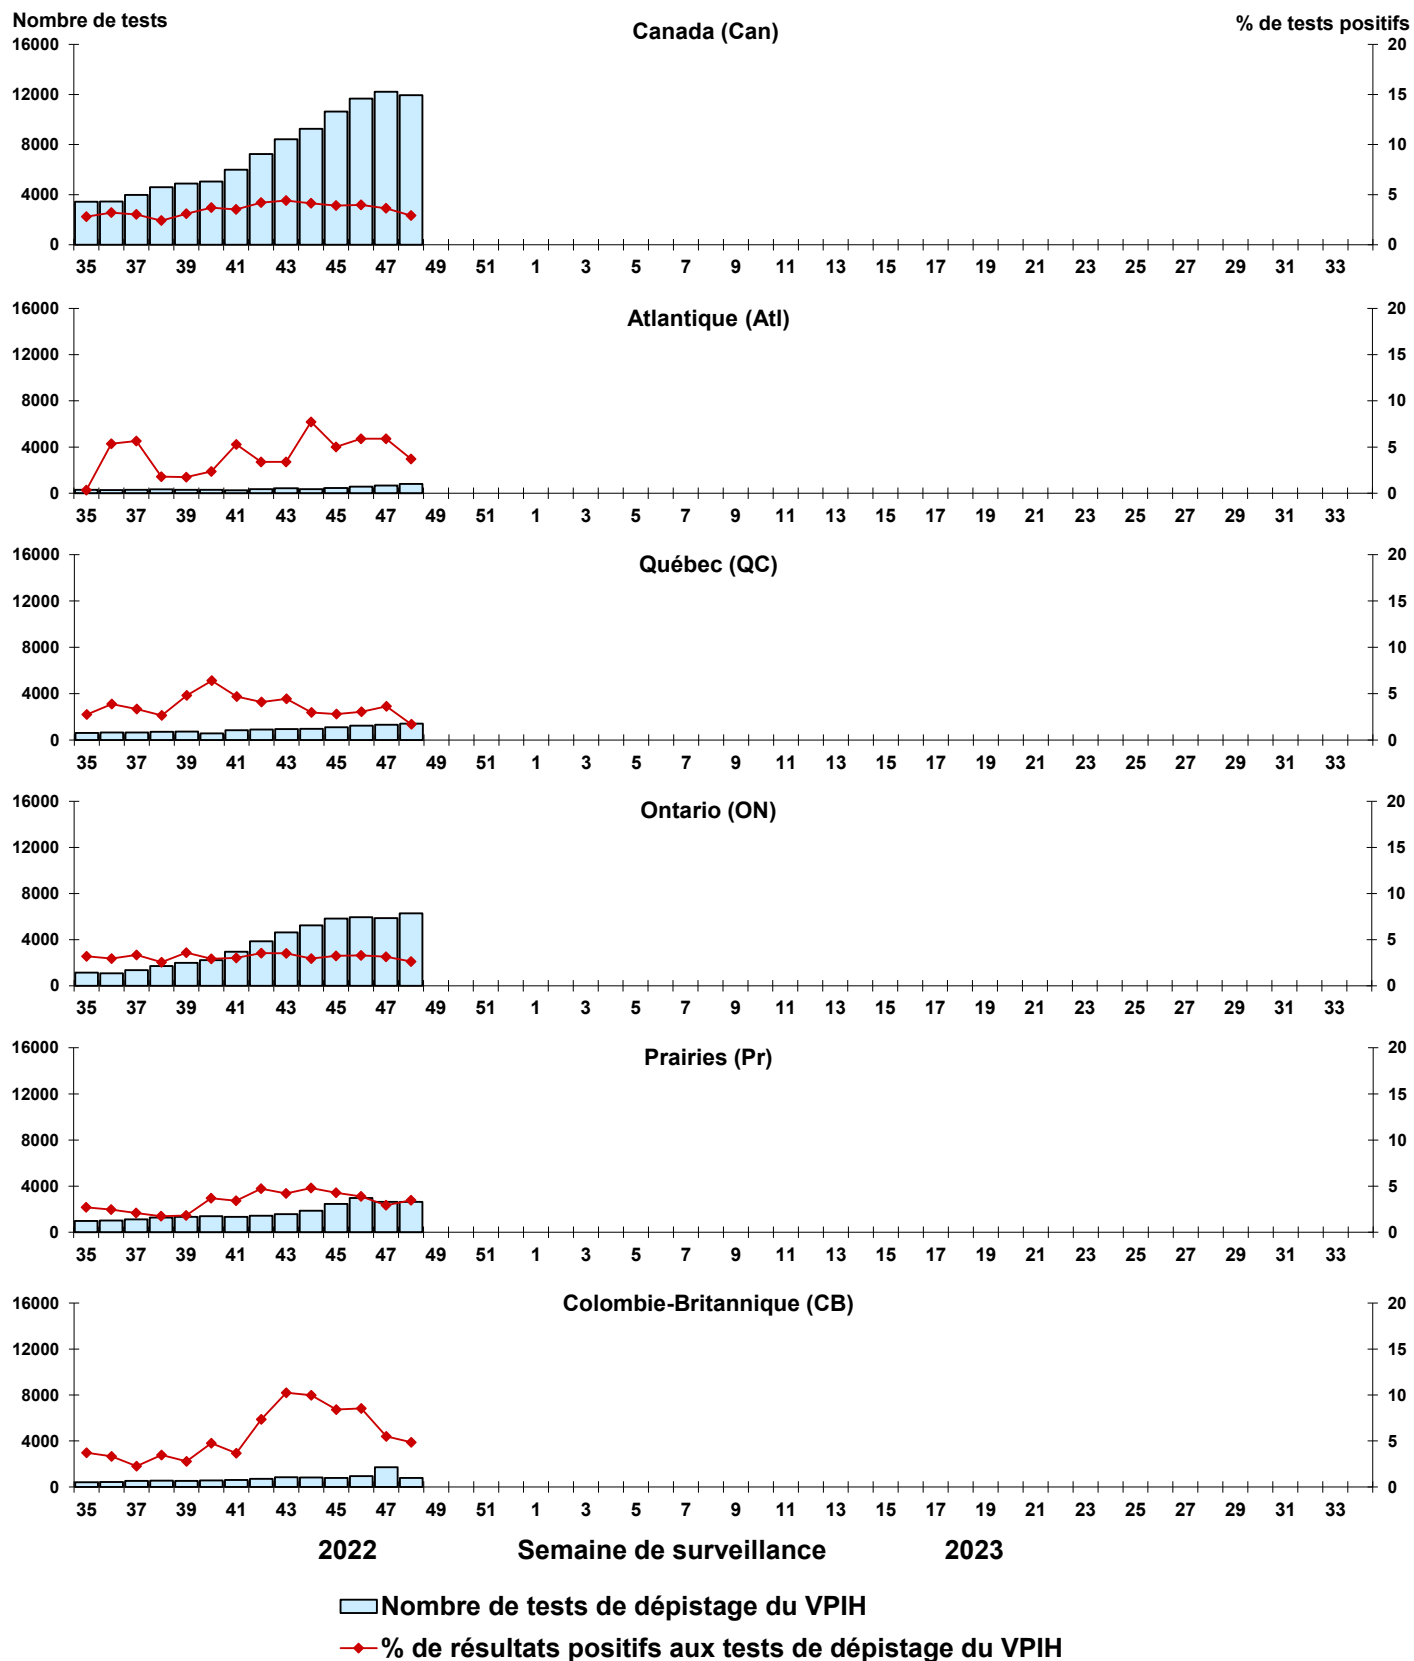 Nombre de tests
Canada (Can)
% de tests positifs
16000 20
12000 15
8000 10
4000 5
0 0
35 37 39 41 43 45 47 49 51 1 3 5 7 9 11 13 15 17 19 21 23 25 27 29 31 33
Atlantique (Atl)
16000 20
12000 15
8000 10
4000 5
0 0
35 37 39 41 43 45 47 49 51 1 3 5 7 9 11 13 15 17 19 21 23 25 27 29 31 33
Québec (QC)
16000 20
12000 15
8000 10
4000 5
0 0
35 37 39 41 43 45 47 49 51 1 3 5 7 9 11 13 15 17 19 21 23 25 27 29 31 33
Ontario (ON)
16000 20
12000 15
8000 10
4000 5
0 0
35 37 39 41 43 45 47 49 51 1 3 5 7 9 11 13 15 17 19 21 23 25 27 29 31 33
Prairies (Pr)
16000 20
12000 15
8000 10
4000 5
0 0
35 37 39 41 43 45 47 49 51 1 3 5 7 9 11 13 15 17 19 21 23 25 27 29 31 33
Colombie-Britannique (CB)
16000 20
12000 15
8000 10
4000 5
0 0
35 37 39 41 43 45 47 49 51 1 3 5 7 9 11 13 15 17 19 21 23 25 27 29 31 33
2022 Semaine de surveillance 2023
Nombre de tests de dépistage du VPIH
% de résultats positifs aux tests de dépistage du VPIH